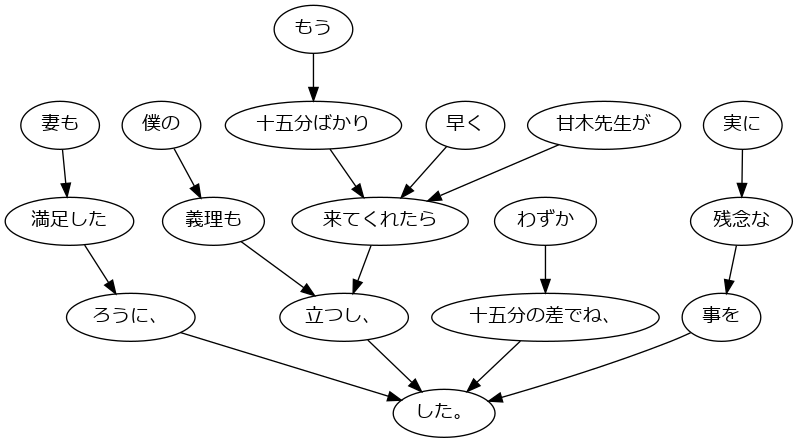 もう
妻も 僕の 十五分ばかり 早く 甘木先生が 実に
満足した 義理も 来てくれたら わずか 残念な
ろうに、 立つし、 十五分の差でね、 事を
した。